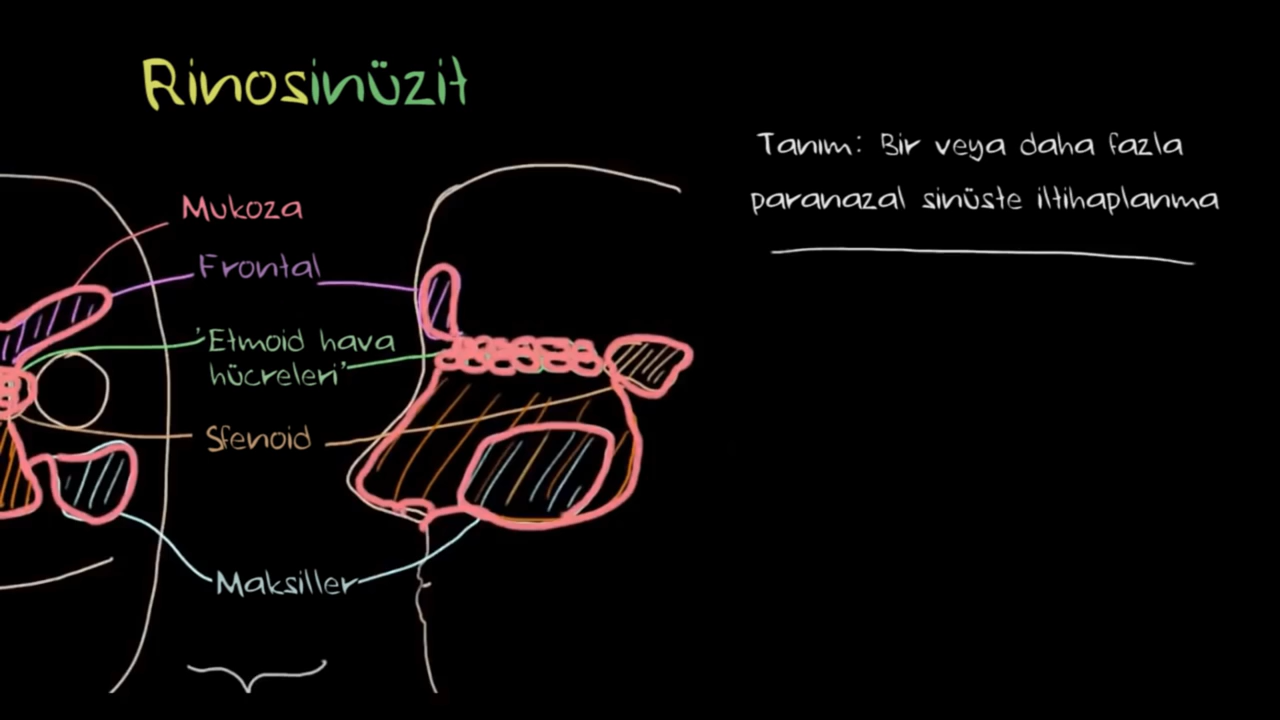 Rinosinüzit
Tanım: Bir veya daha fazla
paranazal sinüste iltihaplanma
Mukoza
Frontal
'Etmoid hava
hücreleri'
Sfenoid
Maksiller